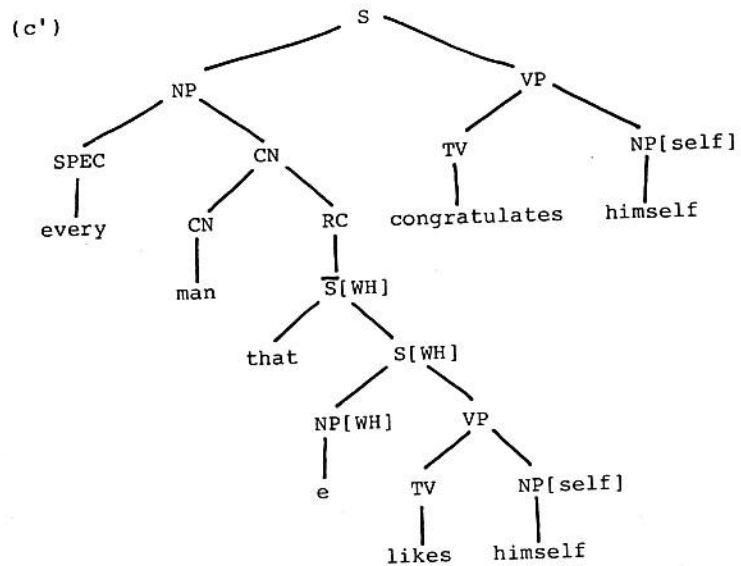 (c')
S
NP VP
SPEC CN TV NP[self]
every CN RC congratulates himself
man S̅[WH]
that S[WH]
NP[WH] VP
e TV NP[self]
likes himself